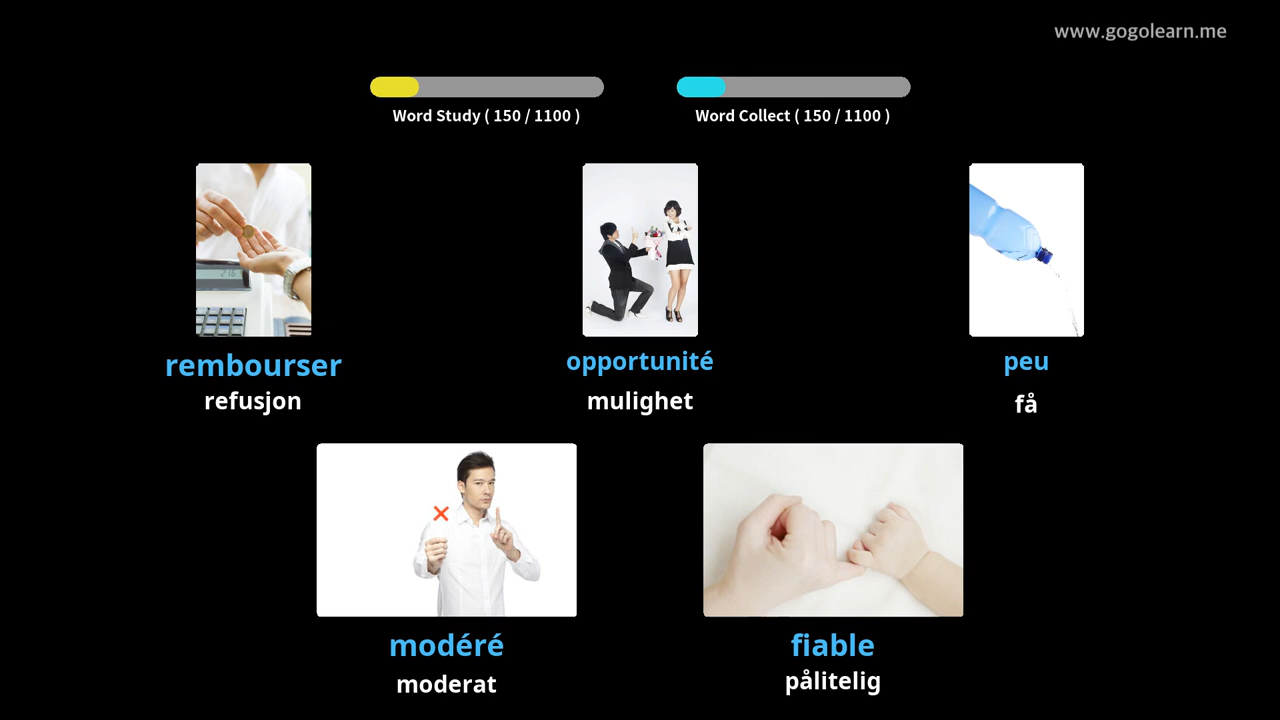 www.gogolearn.me
Word Study ( 150 / 1100 )
Word Collect ( 150 / 1100 )
rembourser
refusjon
opportunité
mulighet
peu
få
modéré
moderat
fiable
pålitelig